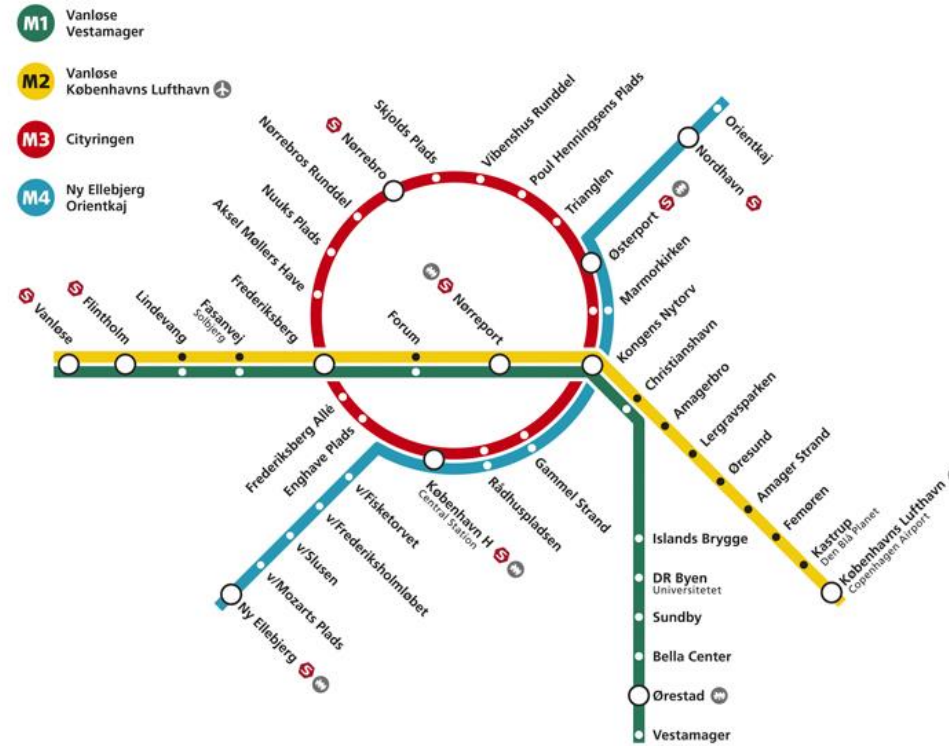 M1
Vanløse
Vestamager
M2
Vanløse
Københavns Lufthavn
M3
Cityringen
M4
Ny Ellebjerg
Orientkaj
S
Vanløse
S
Flintholm
Lindevang
Fasanvej
Solbjerg
Frederiksberg
Aksel Møllers Have
Nuuks Plads
Nørrebros Runddel
S
Nørrebro
Skjolds Plads
Vibenshus Runddel
Poul Henningsens Plads
Trianglen
Østerport
S
Nordhavn
S
Orientkaj
Marmorkirken
Forum
S
Nørreport
Kongens Nytorv
Christianshavn
Amagerbro
Lergravsparken
Øresund
Amager Strand
Femøren
Kastrup
Den Blå Planet
Københavns Lufthavn
Copenhagen Airport
Frederiksberg Allé
Enghave Plads
København H
Central Station
S
Rådhuspladsen
Gammel Strand
v/Fisketorvet
v/Frederiksholmløbet
v/Slusen
v/Mozarts Plads
Ny Ellebjerg
S
Islands Brygge
DR Byen
Universitetet
Sundby
Bella Center
Ørestad
Vestamager